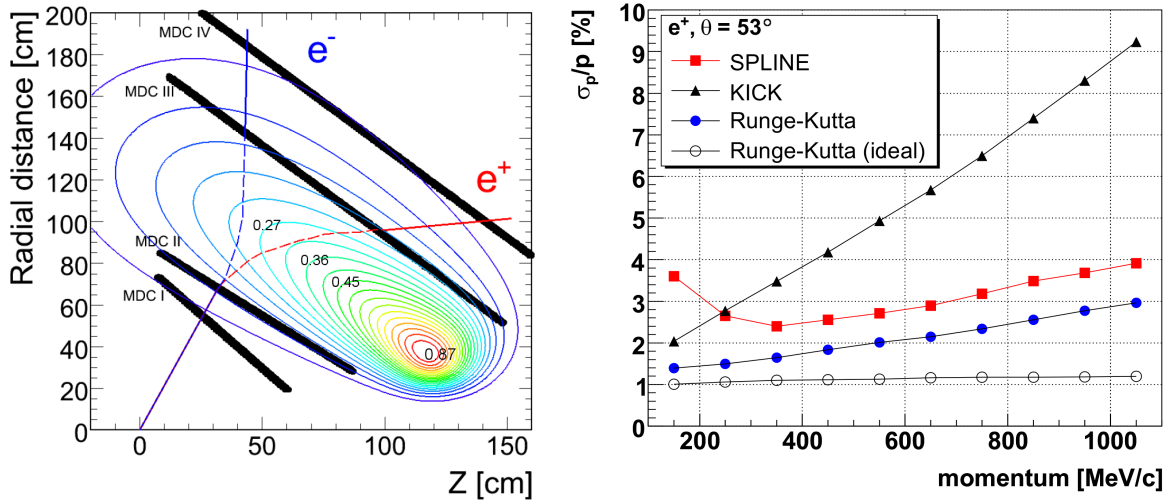 Radial distance [cm]
200
180
160
140
120
100
80
60
40
20
0
0
50
100
150
Z [cm]
MDC IV
MDC III
MDC II
MDC I
e-
e+
0.27
0.36
0.45
0.87
σp/p [%]
10
9
8
7
6
5
4
3
2
1
0
200
400
600
800
1000
momentum [MeV/c]
e+, θ = 53°
SPLINE
KICK
Runge-Kutta
Runge-Kutta (ideal)